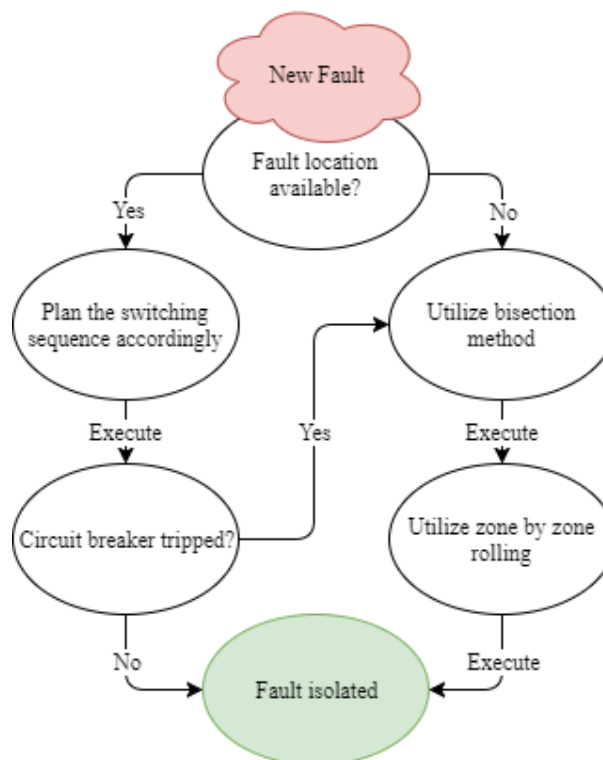 New Fault
Fault location
available?
Yes
No
Plan the switching
sequence accordingly
Utilize bisection
method
Execute
Yes
Execute
Circuit breaker tripped?
Utilize zone by zone
rolling
No
Execute
Fault isolated